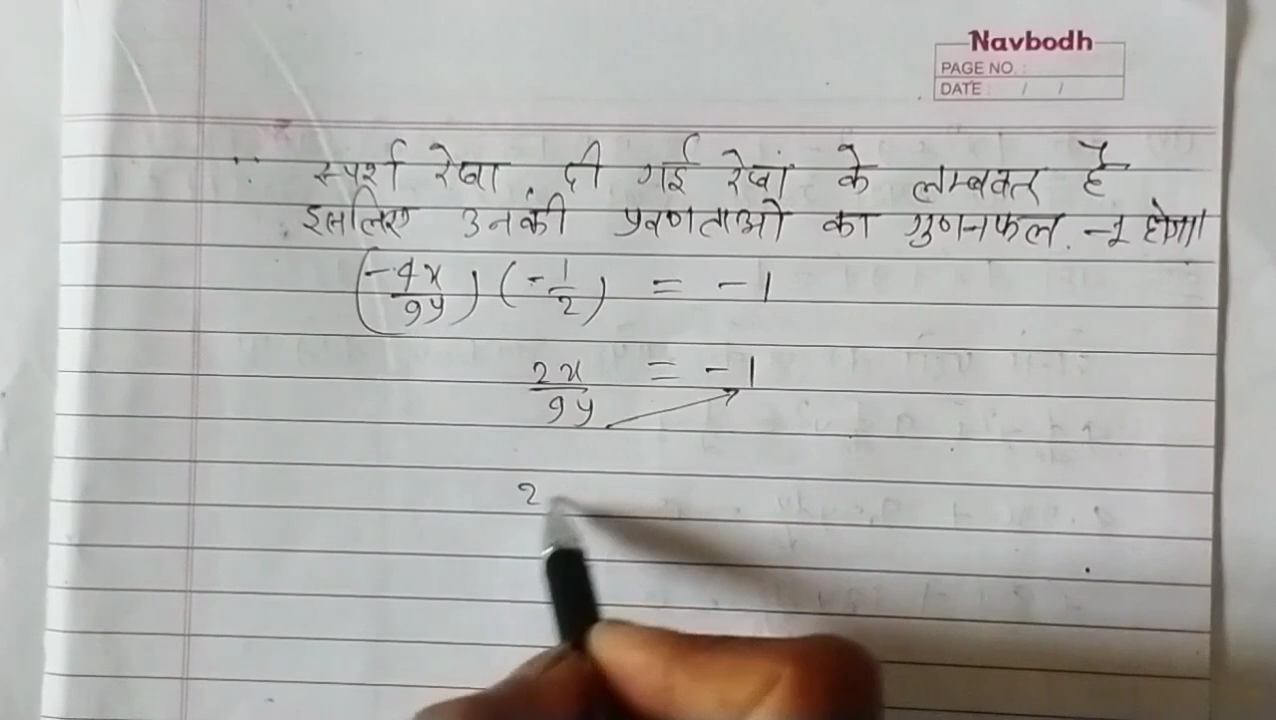 Navbodh
PAGE NO. :
DATE : / /
∵ स्पर्श रेखा दी गई रेखां के लम्बवत है
इसलिए उनकी प्रवणताओ का गुणनफल -1 होगा
(-4x/9y) (-1/2) = -1
2x/9y = -1
2